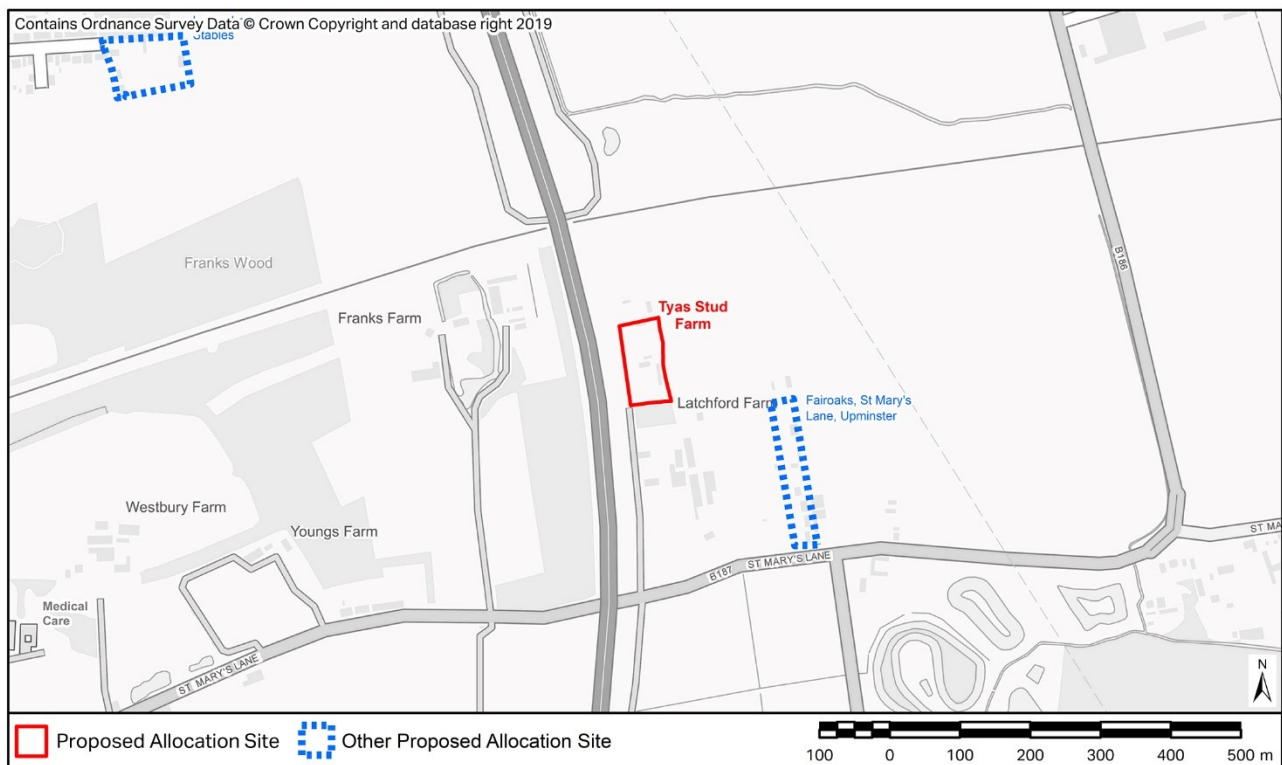 Contains Ordnance Survey Data © Crown Copyright and database right 2019
Stables
B186
Franks Wood
Franks Farm
Tyas Stud
Farm
Latchford Farm
Fairoaks, St Mary's
Lane, Upminster
Westbury Farm
Youngs Farm
ST MA
B187 ST MARY'S LANE
Medical
Care
ST MARY'S LANE
N
Proposed Allocation Site
Other Proposed Allocation Site
100 0 100 200 300 400 500 m